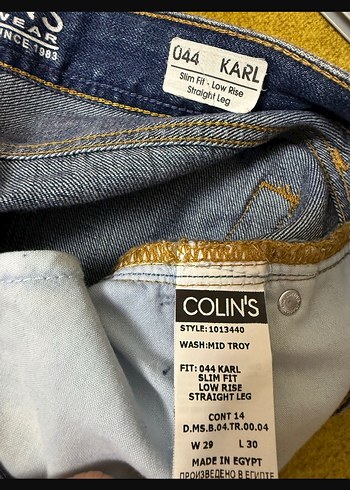 WEAR
SINCE 1983
044 KARL
Slim Fit - Low Rise
Straight Leg
COLIN'S
STYLE:1013440
WASH:MID TROY
FIT: 044 KARL
SLIM FIT
LOW RISE
STRAIGHT LEG
CONT 14
D.MS.B.04.TR.00.04
W 29 L 30
MADE IN EGYPT
ПРОИЗВЕДЕНО В ЕГИПТЕ